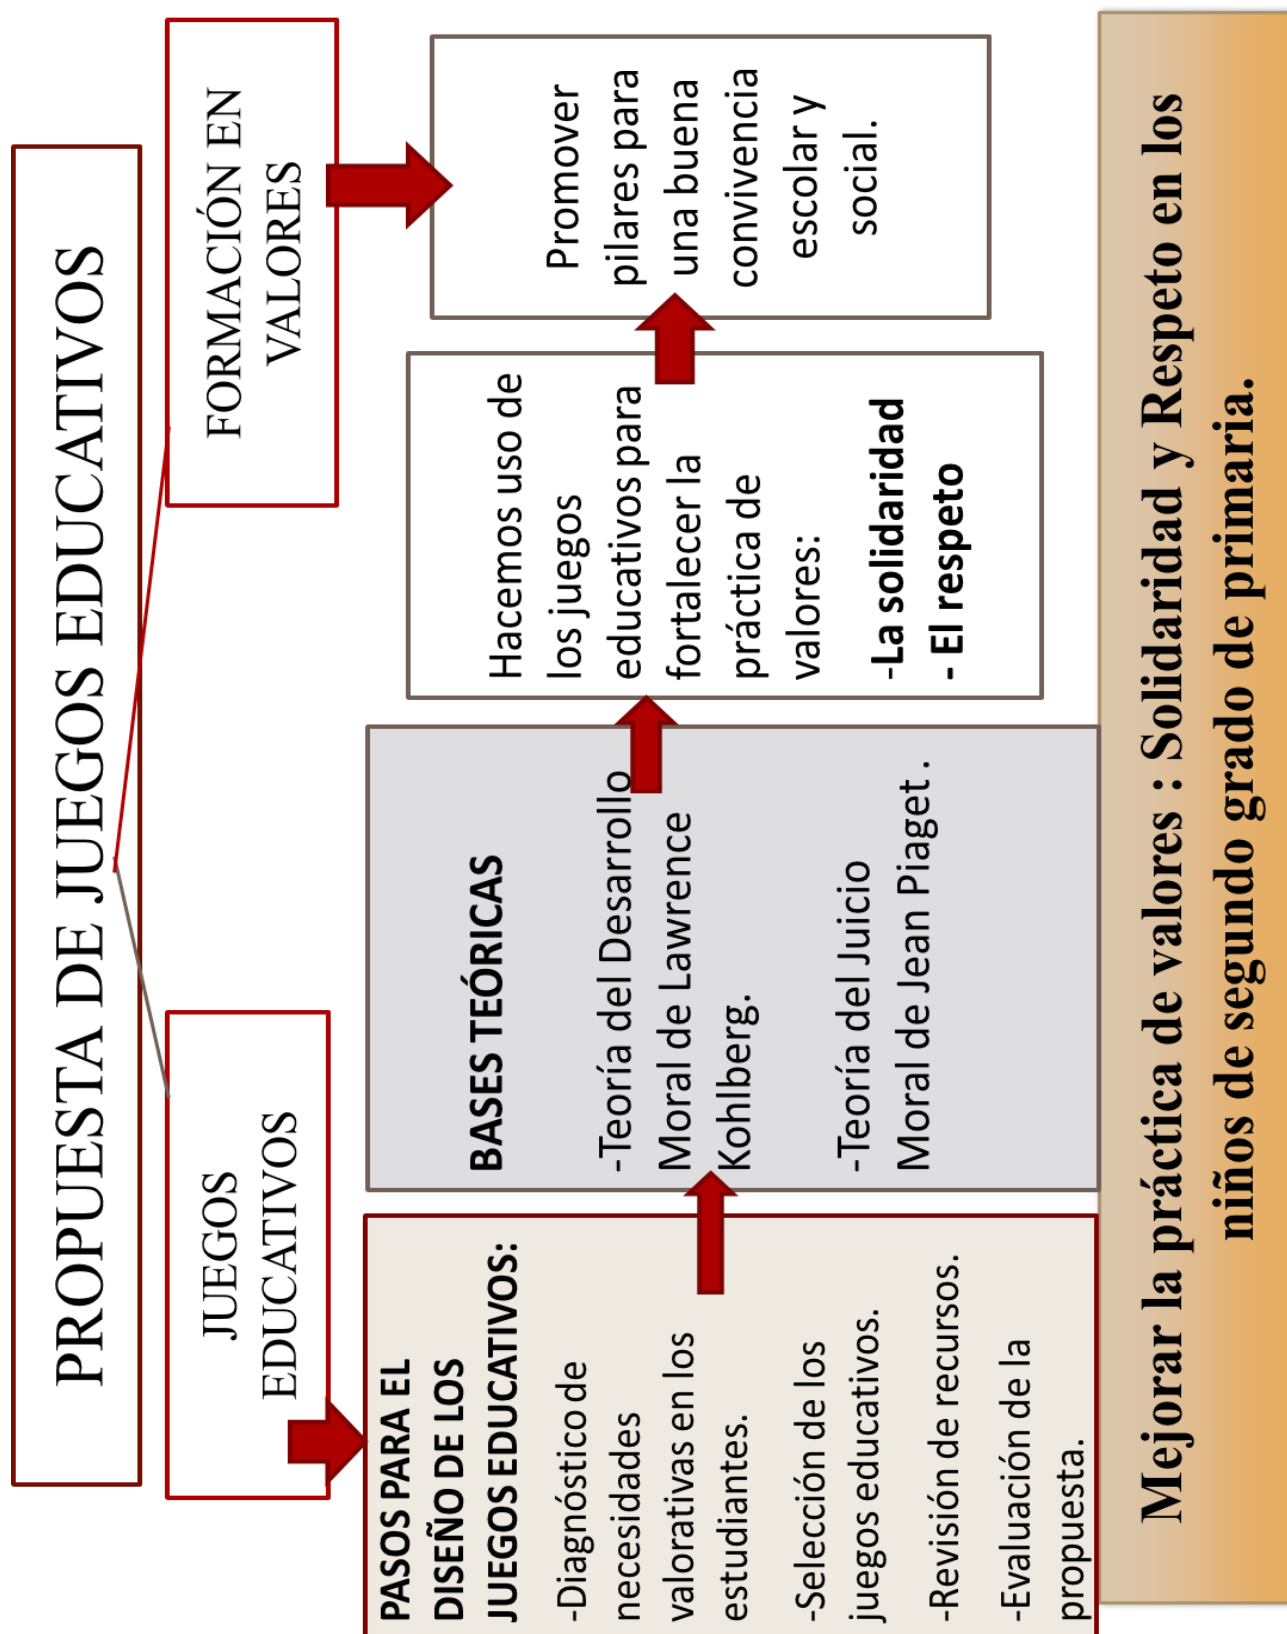 PROPUESTA DE JUEGOS EDUCATIVOS
JUEGOS
EDUCATIVOS
FORMACIÓN EN
VALORES
PASOS PARA EL
DISEÑO DE LOS
JUEGOS EDUCATIVOS:
-Diagnóstico de
necesidades
valorativas en los
estudiantes.
-Selección de los
juegos educativos.
-Revisión de recursos.
-Evaluación de la
propuesta.
BASES TEÓRICAS
-Teoría del Desarrollo
Moral de Lawrence
Kohlberg.
-Teoría del Juicio
Moral de Jean Piaget .
Hacemos uso de
los juegos
educativos para
fortalecer la
práctica de
valores:
-La solidaridad
- El respeto
Promover
pilares para
una buena
convivencia
escolar y
social.
Mejorar la práctica de valores : Solidaridad y Respeto en los
niños de segundo grado de primaria.